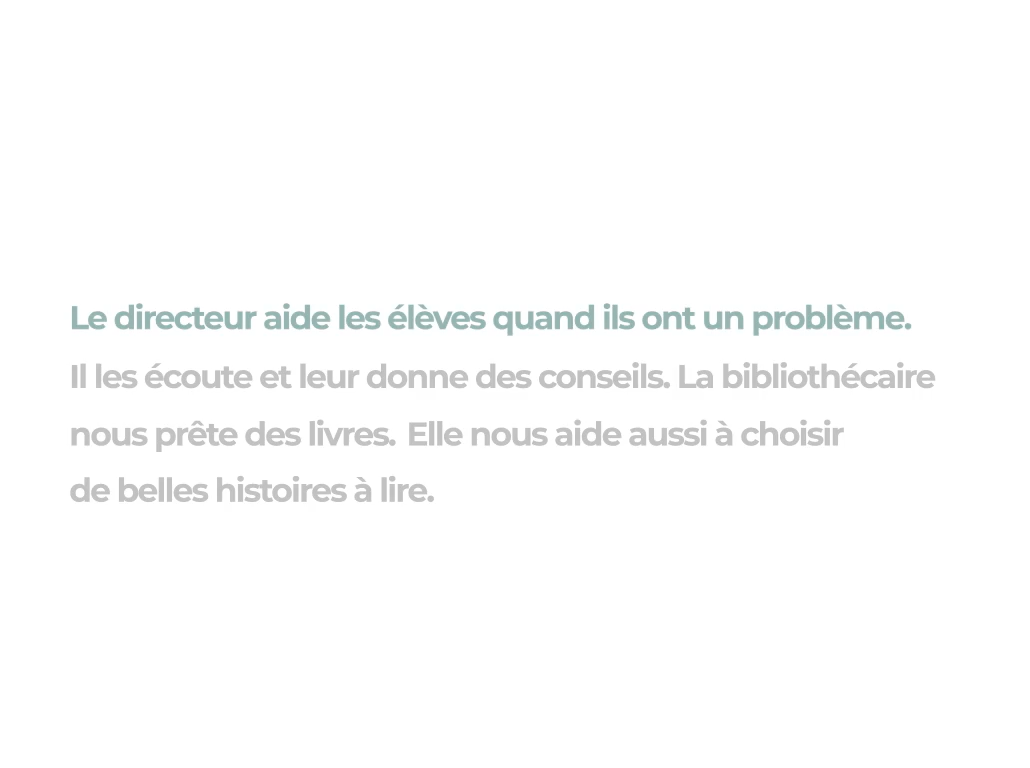 Le directeur aide les élèves quand ils ont un problème.
Il les écoute et leur donne des conseils. La bibliothécaire
nous prête des livres. Elle nous aide aussi à choisir
de belles histoires à lire.